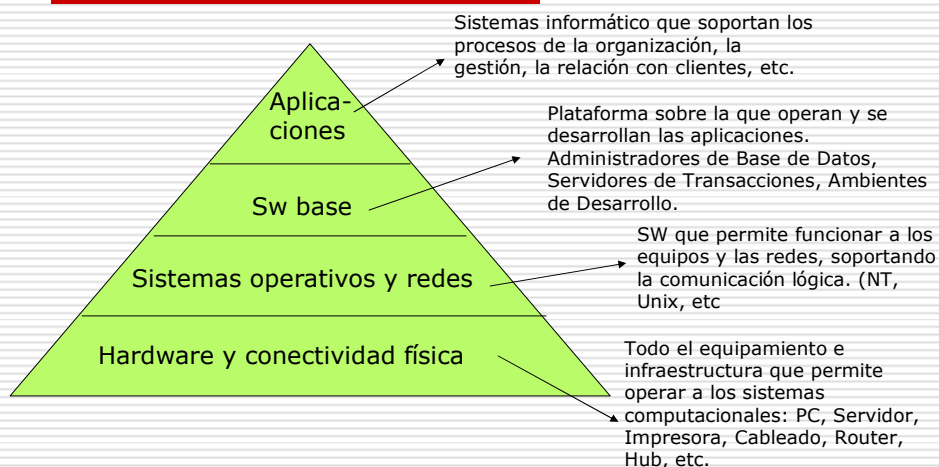 Sistemas informático que soportan los
procesos de la organización, la
gestión, la relación con clientes, etc.
Aplica-
ciones
Plataforma sobre la que operan y se
desarrollan las aplicaciones.
Administradores de Base de Datos,
Servidores de Transacciones, Ambientes
de Desarrollo.
Sw base
SW que permite funcionar a los
equipos y las redes, soportando
la comunicación lógica. (NT,
Unix, etc
Sistemas operativos y redes
Todo el equipamiento e
infraestructura que permite
operar a los sistemas
computacionales: PC, Servidor,
Impresora, Cableado, Router,
Hub, etc.
Hardware y conectividad física